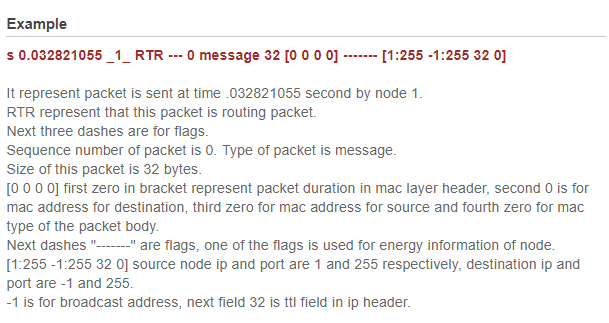 Example
s 0.032821055 _1_ RTR --- 0 message 32 [0 0 0 0] ------- [1:255 -1:255 32 0]
It represent packet is sent at time .032821055 second by node 1.
RTR represent that this packet is routing packet.
Next three dashes are for flags.
Sequence number of packet is 0. Type of packet is message.
Size of this packet is 32 bytes.
[0 0 0 0] first zero in bracket represent packet duration in mac layer header, second 0 is for
mac address for destination, third zero for mac address for source and fourth zero for mac
type of the packet body.
Next dashes "-------" are flags, one of the flags is used for energy information of node.
[1:255 -1:255 32 0] source node ip and port are 1 and 255 respectively, destination ip and
port are -1 and 255.
-1 is for broadcast address, next field 32 is ttl field in ip header.